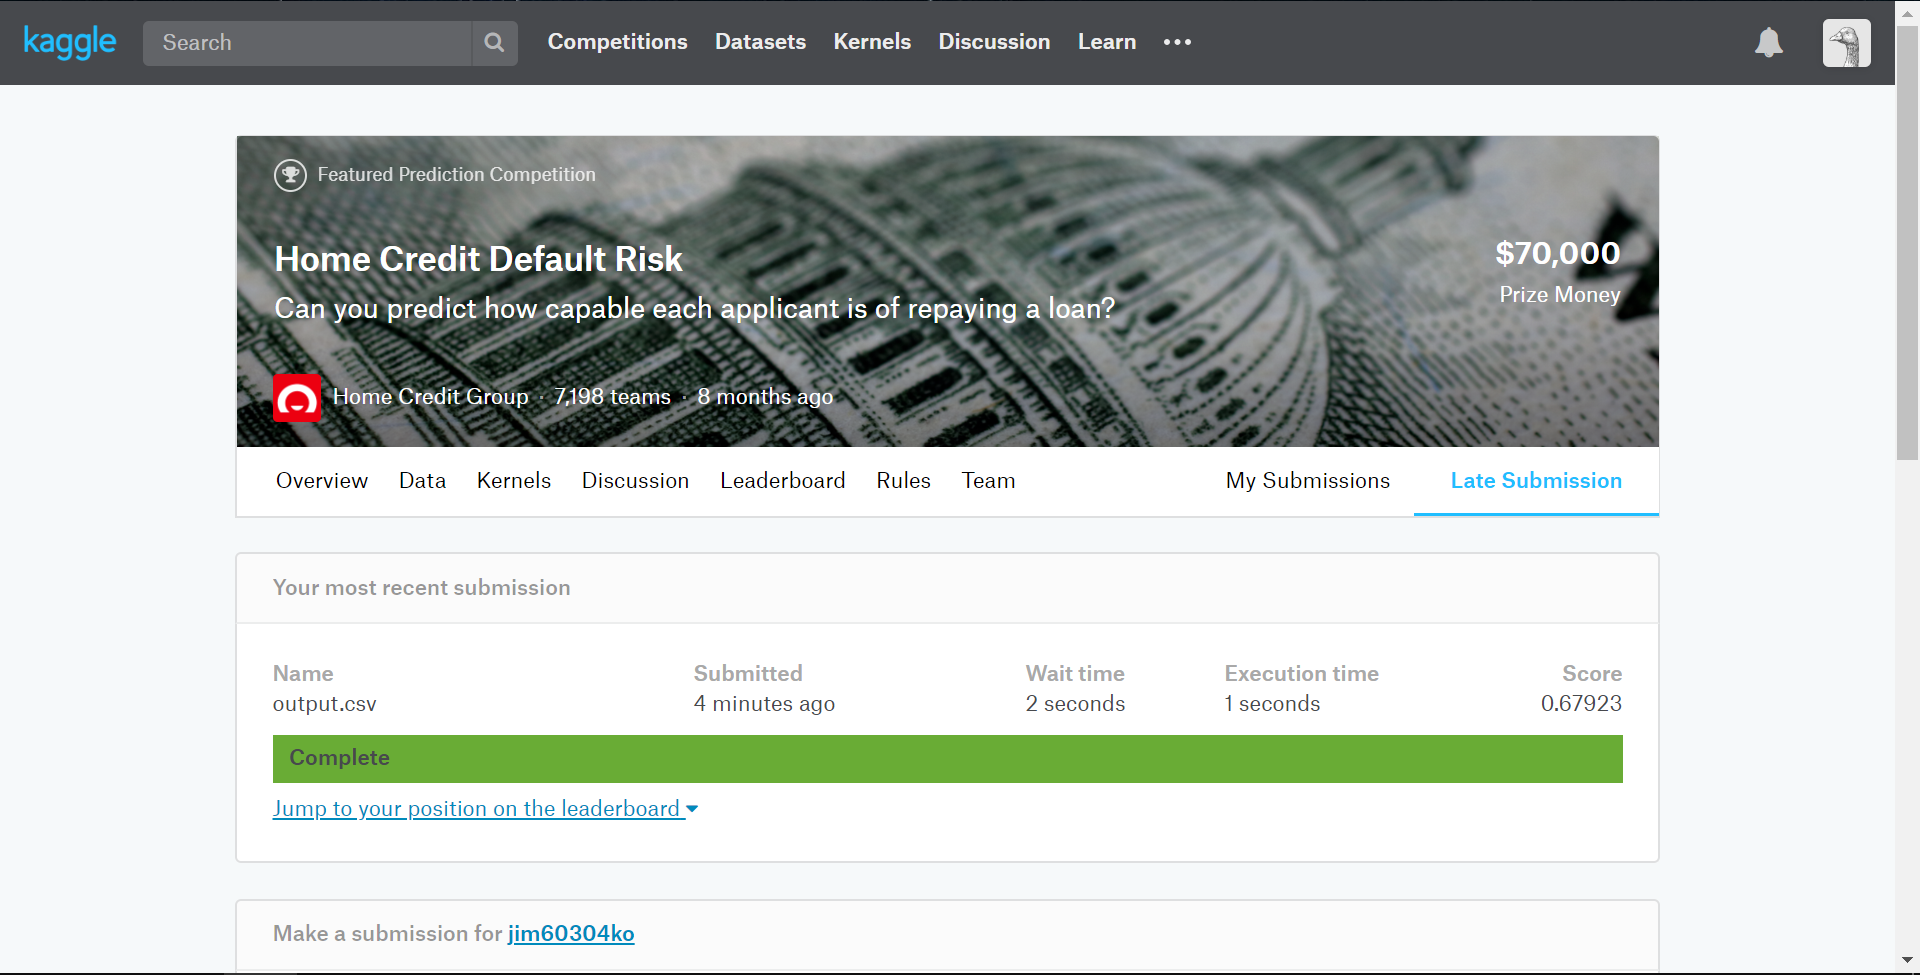 kaggle Search Competitions Datasets Kernels Discussion Learn •••
Featured Prediction Competition
Home Credit Default Risk
$70,000
Can you predict how capable each applicant is of repaying a loan?
Prize Money
Home Credit Group · 7,198 teams · 8 months ago
Overview Data Kernels Discussion Leaderboard Rules Team My Submissions Late Submission
Your most recent submission
Name Submitted Wait time Execution time Score
output.csv 4 minutes ago 2 seconds 1 seconds 0.67923
Complete
Jump to your position on the leaderboard
Make a submission for jim60304ko